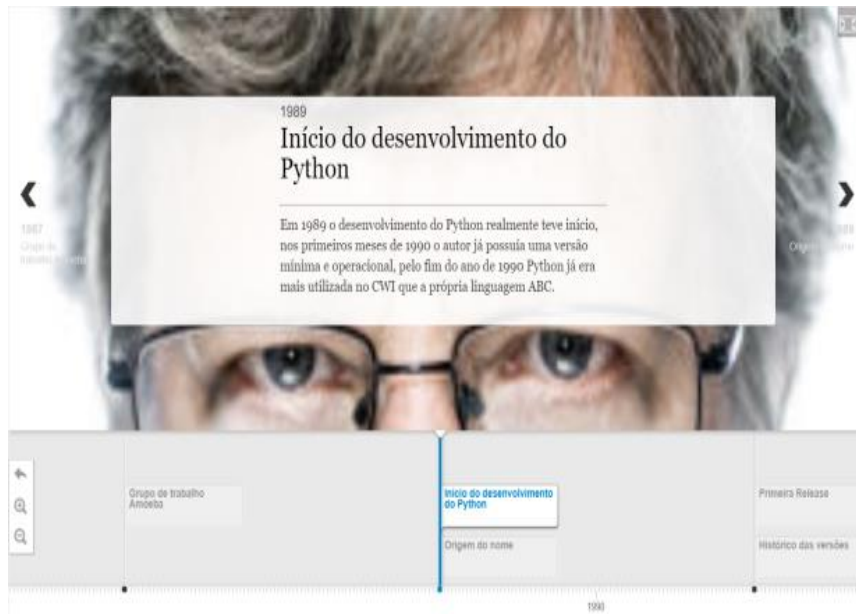 1989
Início do desenvolvimento do
Python
Em 1989 o desenvolvimento do Python realmente teve início,
nos primeiros meses de 1990 o autor já possuía uma versão
mínima e operacional, pelo fim do ano de 1990 Python já era
mais utilizada no CWI que a própria linguagem ABC.
1987
Grupo de
trabalho
Grupo de trabalho
Amoeba
Início do desenvolvimento
do Python
Origem do nome
Primeira Release
Histórico das versões
1990